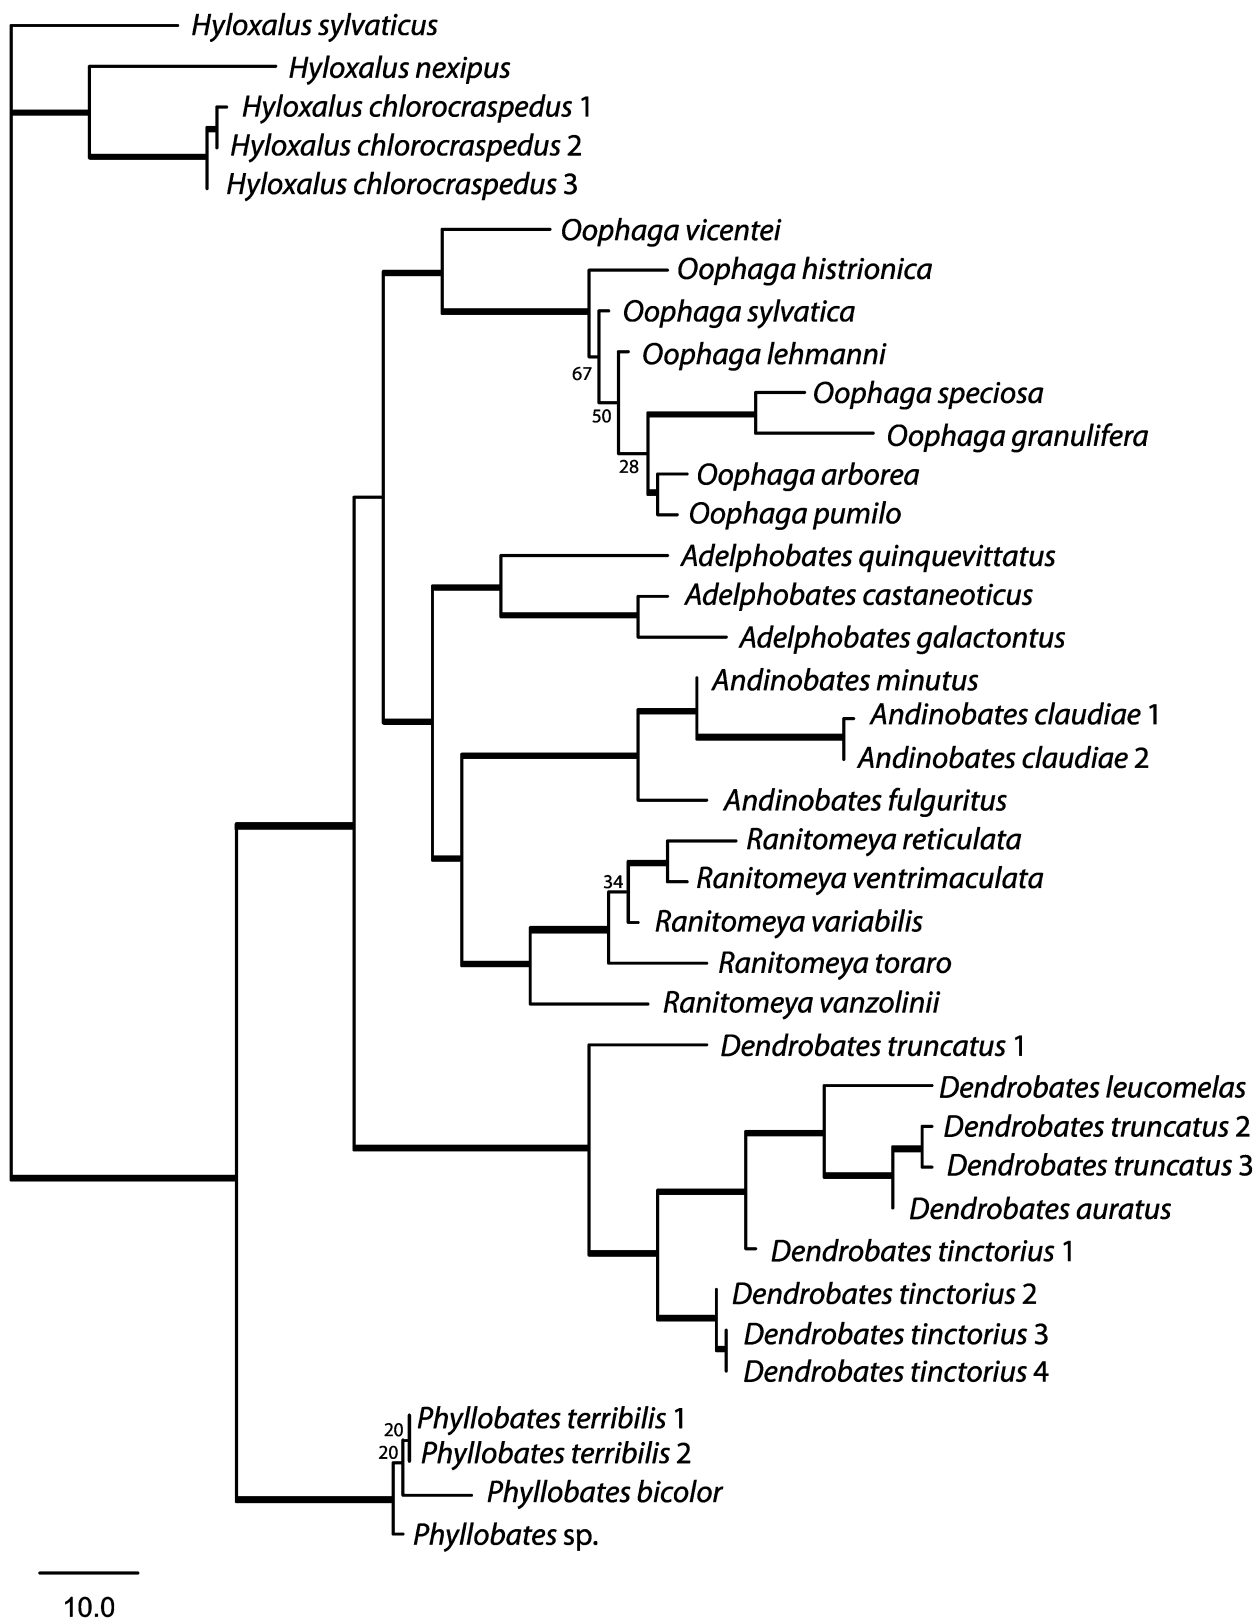 Hyloxalus sylvaticus
Hyloxalus nexipus
Hyloxalus chlorocraspedus 1
Hyloxalus chlorocraspedus 2
Hyloxalus chlorocraspedus 3
Oophaga vicentei
Oophaga histrionica
Oophaga sylvatica
Oophaga lehmanni
67
Oophaga speciosa
50
Oophaga granulifera
28
Oophaga arborea
Oophaga pumilo
Adelphobates quinquevittatus
Adelphobates castaneoticus
Adelphobates galactontus
Andinobates minutus
Andinobates claudiae 1
Andinobates claudiae 2
Andinobates fulguritus
Ranitomeya reticulata
34
Ranitomeya ventrimaculata
Ranitomeya variabilis
Ranitomeya toraro
Ranitomeya vanzolinii
Dendrobates truncatus 1
Dendrobates leucomelas
Dendrobates truncatus 2
Dendrobates truncatus 3
Dendrobates auratus
Dendrobates tinctorius 1
Dendrobates tinctorius 2
Dendrobates tinctorius 3
Dendrobates tinctorius 4
Phyllobates terribilis 1
20
Phyllobates terribilis 2
20
Phyllobates bicolor
Phyllobates sp.
10.0